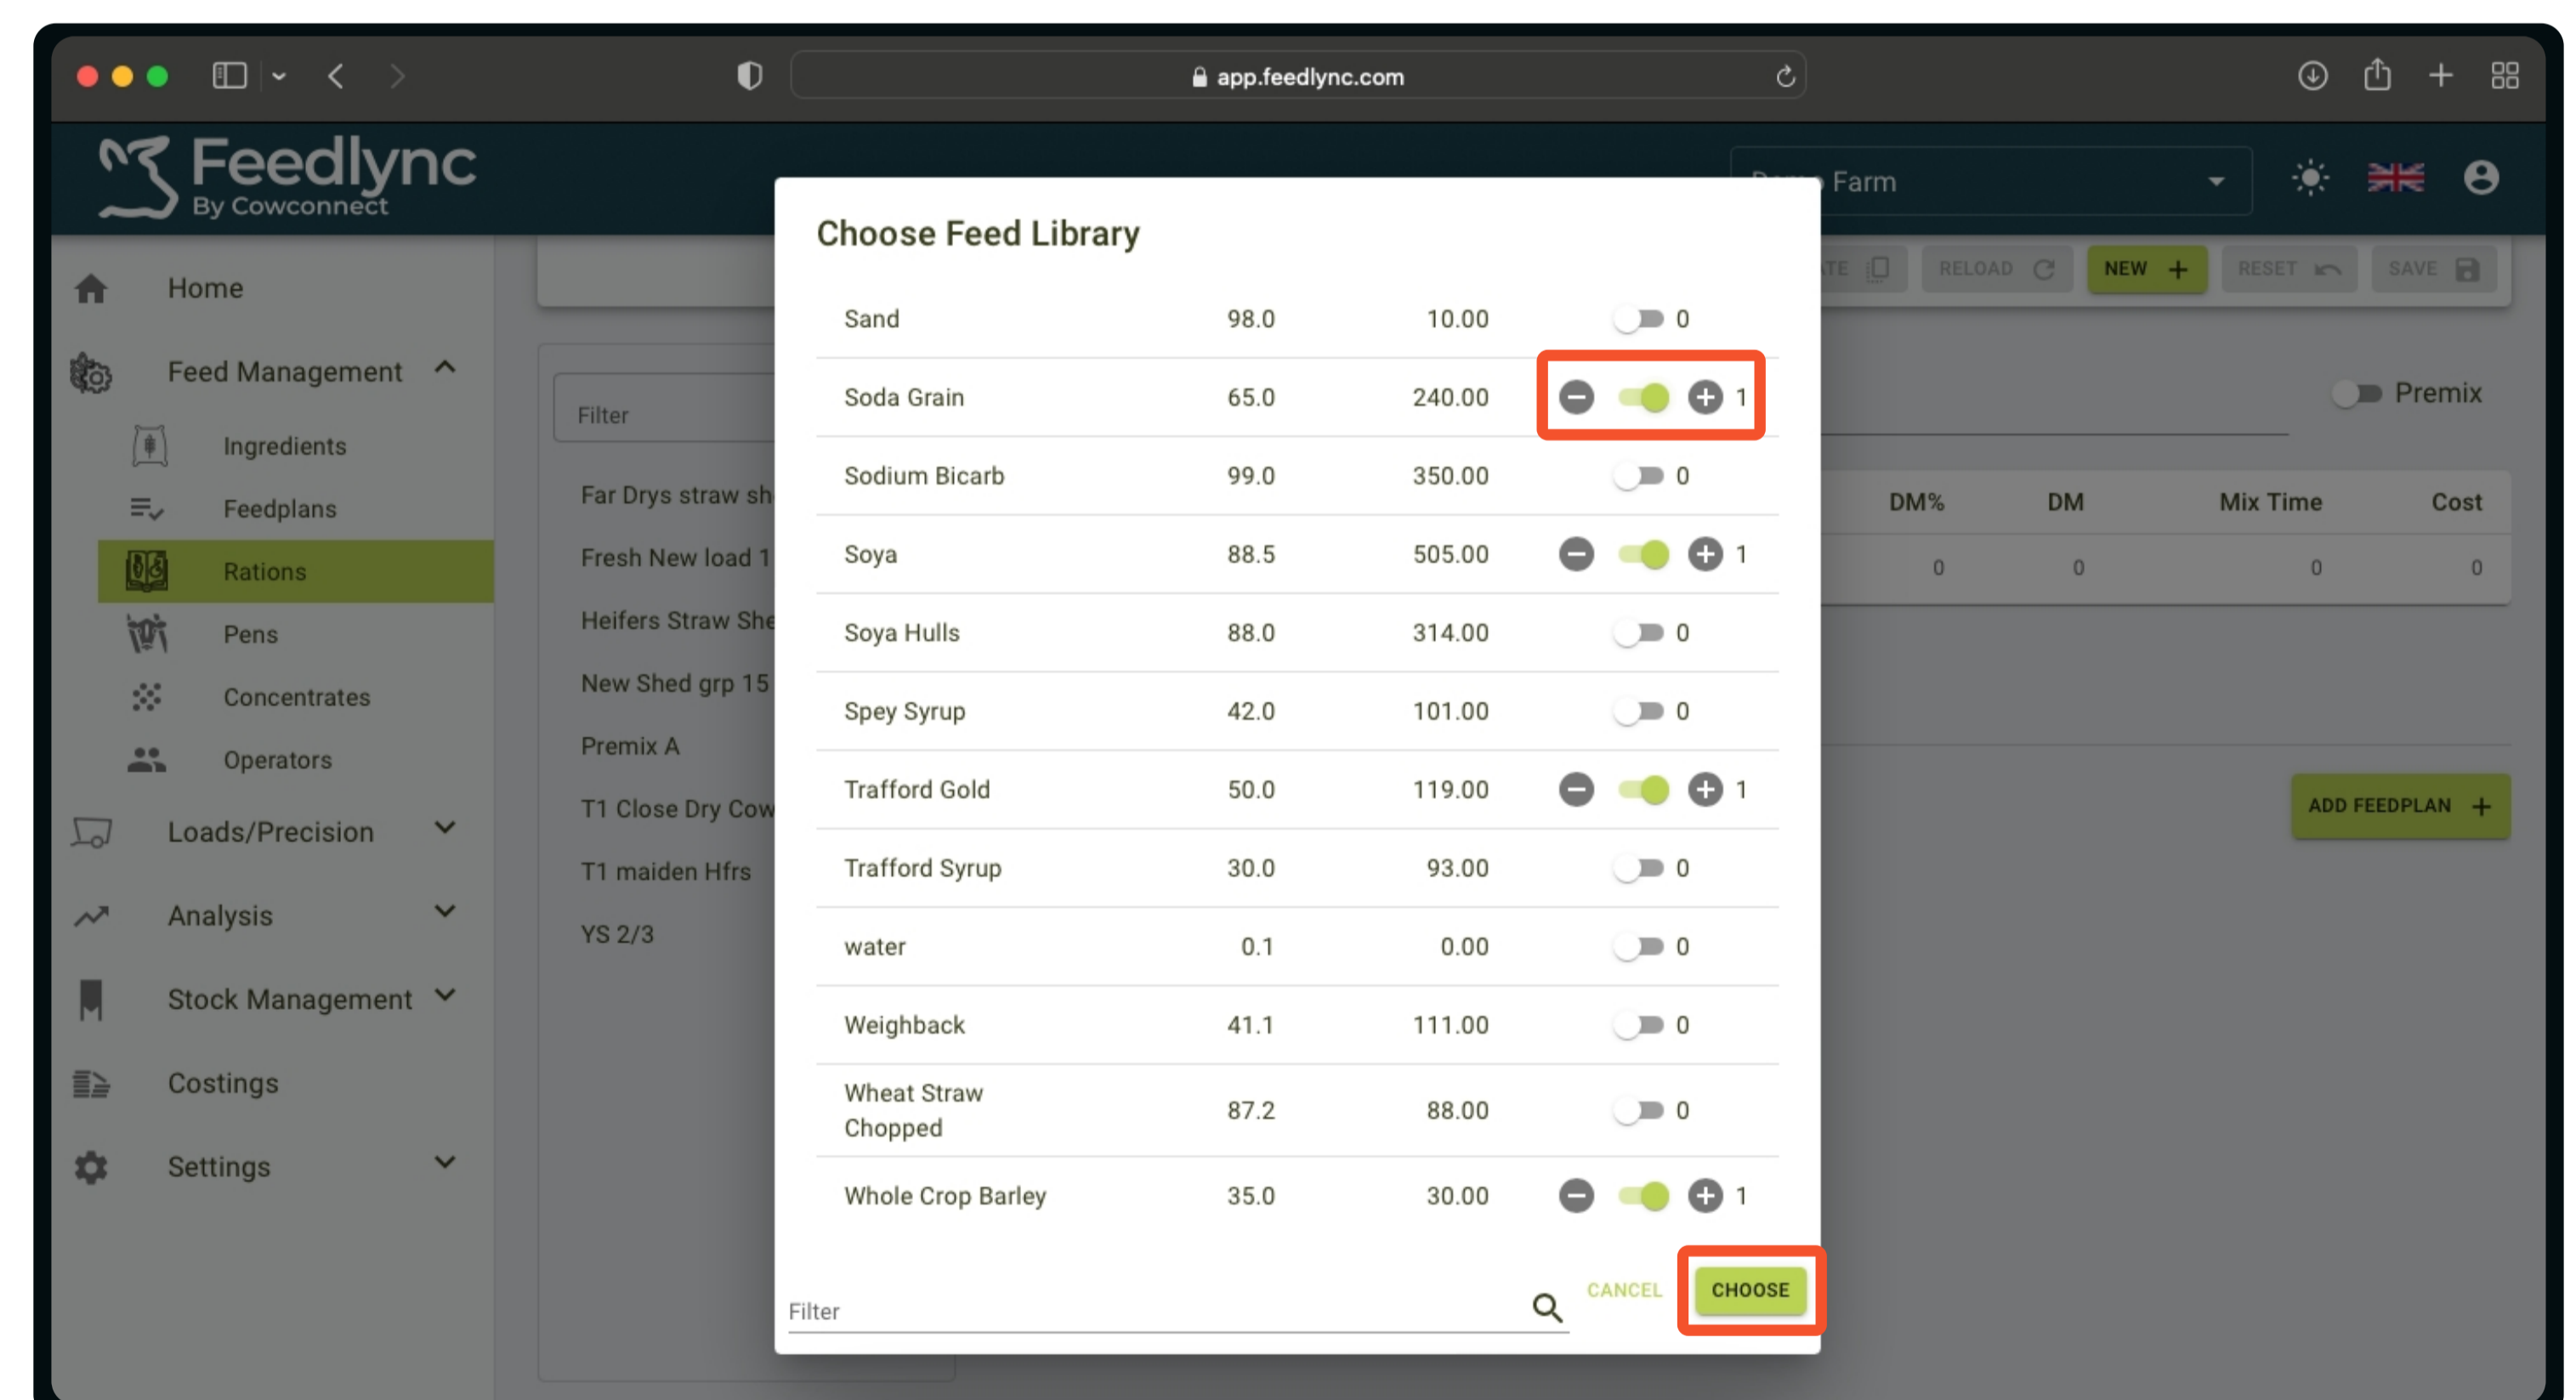 app.feedlync.com
Feedlync
By Cowconnect
Farm
Home
Feed Management
Ingredients
Feedplans
Rations
Pens
Concentrates
Operators
Loads/Precision
Analysis
Stock Management
Costings
Settings
RELOAD
NEW +
RESET
SAVE
Filter
Far Drys straw
Fresh New load 1
Heifers Straw
New Shed grp 15
Premix A
T1 Close Dry Cow
T1 maiden Hfrs
YS 2/3
Choose Feed Library
Sand 98.0 10.00 0
Soda Grain 65.0 240.00 1
Sodium Bicarb 99.0 350.00 0
Soya 88.5 505.00 1
Soya Hulls 88.0 314.00 0
Spey Syrup 42.0 101.00 0
Trafford Gold 50.0 119.00 1
Trafford Syrup 30.0 93.00 0
water 0.1 0.00 0
Weighback 41.1 111.00 0
Wheat Straw
Chopped 87.2 88.00 0
Whole Crop Barley 35.0 30.00 1
Filter
CANCEL
CHOOSE
Premix
DM% DM Mix Time Cost
0 0 0 0
ADD FEEDPLAN +